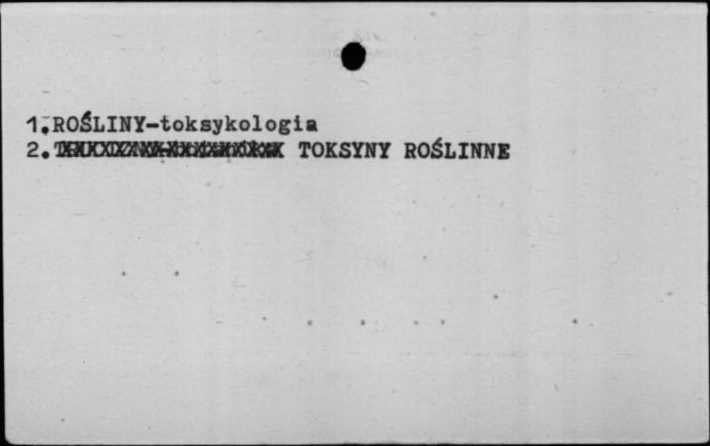 1.ROŚLINY-toksykologia
2. TOKSYNY ROŚLINNE